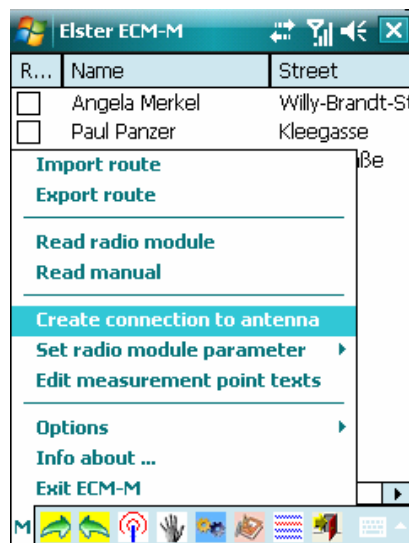 Elster ECM-M
R... Name Street
Angela Merkel Willy-Brandt-St
Paul Panzer Kleegasse
Import route
Export route
Read radio module
Read manual
Create connection to antenna
Set radio module parameter
Edit measurement point texts
Options
Info about ...
Exit ECM-M
M